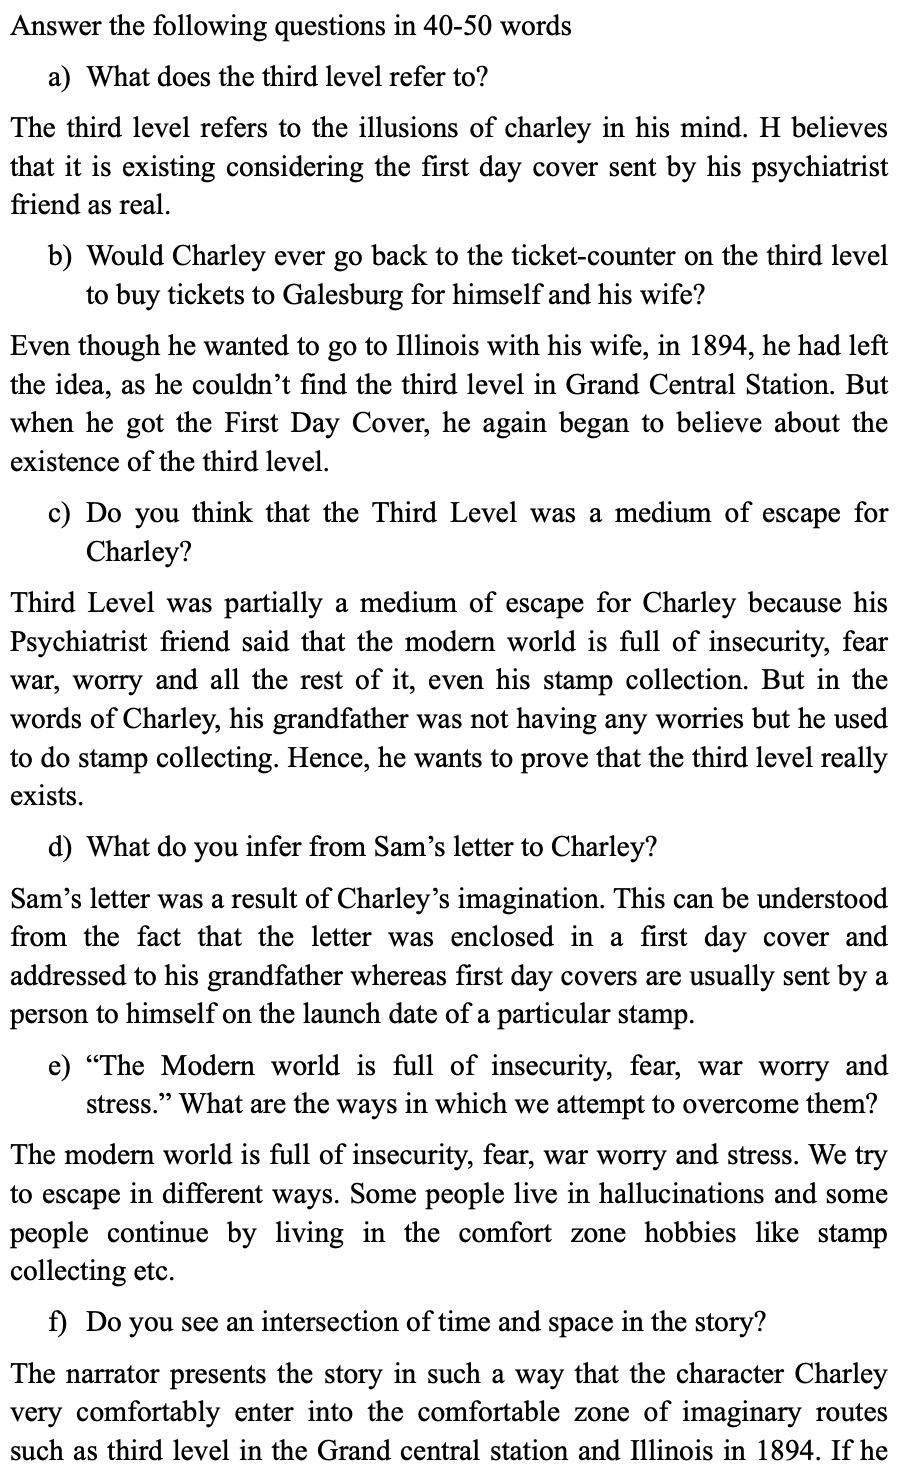 Answer the following questions in 40-50 words
a) What does the third level refer to?
The third level refers to the illusions of charley in his mind. H believes
that it is existing considering the first day cover sent by his psychiatrist
friend as real.
b) Would Charley ever go back to the ticket-counter on the third level
to buy tickets to Galesburg for himself and his wife?
Even though he wanted to go to Illinois with his wife, in 1894, he had left
the idea, as he couldn’t find the third level in Grand Central Station. But
when he got the First Day Cover, he again began to believe about the
existence of the third level.
c) Do you think that the Third Level was a medium of escape for
Charley?
Third Level was partially a medium of escape for Charley because his
Psychiatrist friend said that the modern world is full of insecurity, fear
war, worry and all the rest of it, even his stamp collection. But in the
words of Charley, his grandfather was not having any worries but he used
to do stamp collecting. Hence, he wants to prove that the third level really
exists.
d) What do you infer from Sam’s letter to Charley?
Sam’s letter was a result of Charley’s imagination. This can be understood
from the fact that the letter was enclosed in a first day cover and
addressed to his grandfather whereas first day covers are usually sent by a
person to himself on the launch date of a particular stamp.
e) “The Modern world is full of insecurity, fear, war worry and
stress.” What are the ways in which we attempt to overcome them?
The modern world is full of insecurity, fear, war worry and stress. We try
to escape in different ways. Some people live in hallucinations and some
people continue by living in the comfort zone hobbies like stamp
collecting etc.
f) Do you see an intersection of time and space in the story?
The narrator presents the story in such a way that the character Charley
very comfortably enter into the comfortable zone of imaginary routes
such as third level in the Grand central station and Illinois in 1894. If he